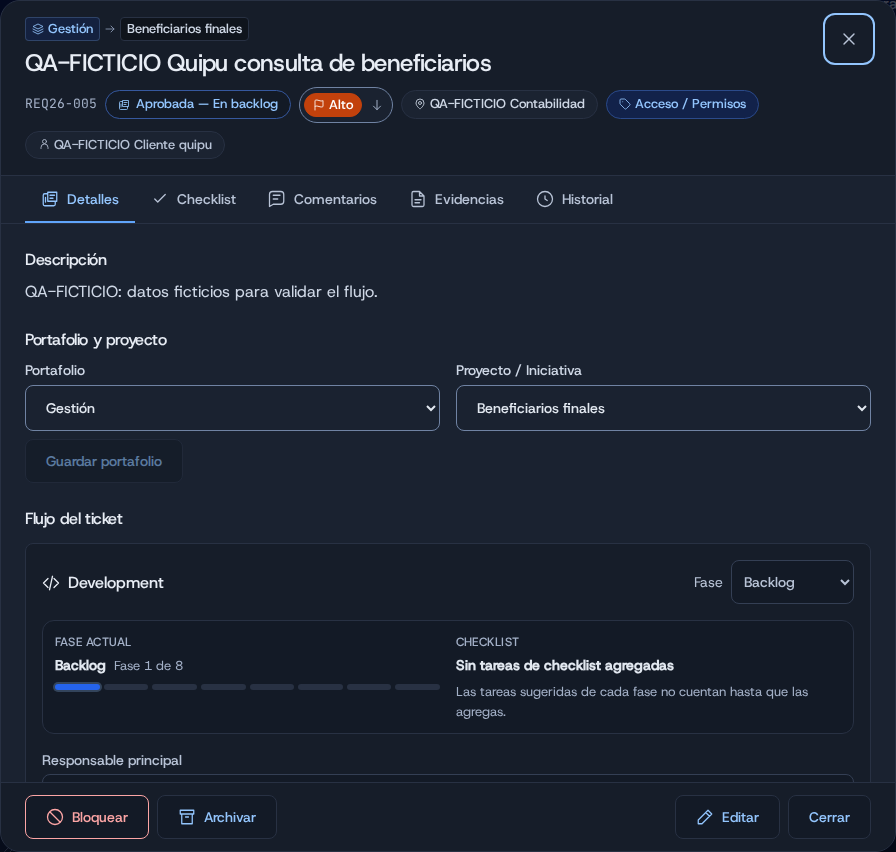 Gestión → Beneficiarios finales
QA-FICTICIO Quipu consulta de beneficiarios
REQ26-005 Aprobada — En backlog Alto ↓ QA-FICTICIO Contabilidad Acceso / Permisos
QA-FICTICIO Cliente quipu
Detalles Checklist Comentarios Evidencias Historial
Descripción
QA-FICTICIO: datos ficticios para validar el flujo.
Portafolio y proyecto
Portafolio Proyecto / Iniciativa
Gestión Beneficiarios finales
Guardar portafolio
Flujo del ticket
Development Fase Backlog
FASE ACTUAL CHECKLIST
Backlog Fase 1 de 8 Sin tareas de checklist agregadas
Las tareas sugeridas de cada fase no cuentan hasta que las
agregas.
Responsable principal
Bloquear Archivar Editar Cerrar